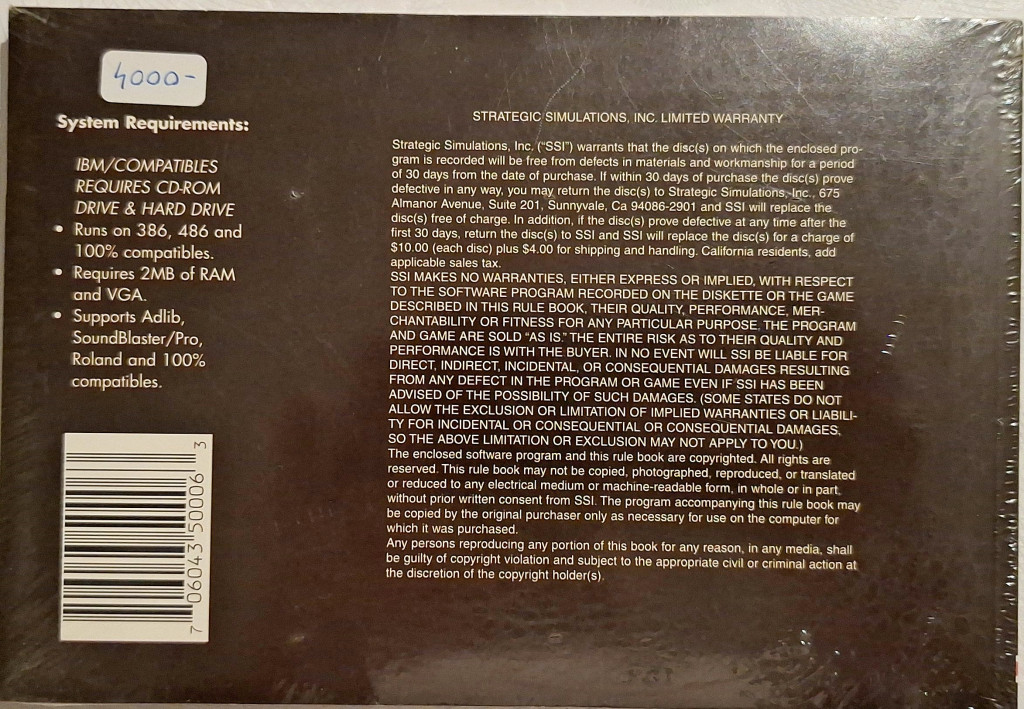 4000-
System Requirements:
IBM/COMPATIBLES
REQUIRES CD-ROM
DRIVE & HARD DRIVE
• Runs on 386, 486 and
100% compatibles.
• Requires 2MB of RAM
and VGA.
• Supports Adlib,
SoundBlaster/Pro,
Roland and 100%
compatibles.
7 06043 50006 3
STRATEGIC SIMULATIONS, INC. LIMITED WARRANTY
Strategic Simulations, Inc. (“SSI”) warrants that the disc(s) on which the enclosed pro-
gram is recorded will be free from defects in materials and workmanship for a period
of 30 days from the date of purchase. If within 30 days of purchase the disc(s) prove
defective in any way, you may return the disc(s) to Strategic Simulations, Inc., 675
Almanor Avenue, Suite 201, Sunnyvale, Ca 94086-2901 and SSI will replace the
disc(s) free of charge. In addition, if the disc(s) prove defective at any time after the
first 30 days, return the disc(s) to SSI and SSI will replace the disc(s) for a charge of
$10.00 (each disc) plus $4.00 for shipping and handling. California residents, add
applicable sales tax.
SSI MAKES NO WARRANTIES, EITHER EXPRESS OR IMPLIED, WITH RESPECT
TO THE SOFTWARE PROGRAM RECORDED ON THE DISKETTE OR THE GAME
DESCRIBED IN THIS RULE BOOK, THEIR QUALITY, PERFORMANCE, MER-
CHANTABILITY OR FITNESS FOR ANY PARTICULAR PURPOSE. THE PROGRAM
AND GAME ARE SOLD “AS IS.” THE ENTIRE RISK AS TO THEIR QUALITY AND
PERFORMANCE IS WITH THE BUYER. IN NO EVENT WILL SSI BE LIABLE FOR
DIRECT, INDIRECT, INCIDENTAL, OR CONSEQUENTIAL DAMAGES RESULTING
FROM ANY DEFECT IN THE PROGRAM OR GAME EVEN IF SSI HAS BEEN
ADVISED OF THE POSSIBILITY OF SUCH DAMAGES. (SOME STATES DO NOT
ALLOW THE EXCLUSION OR LIMITATION OF IMPLIED WARRANTIES OR LIABILI-
TY FOR INCIDENTAL OR CONSEQUENTIAL OR CONSEQUENTIAL DAMAGES,
SO THE ABOVE LIMITATION OR EXCLUSION MAY NOT APPLY TO YOU.)
The enclosed software program and this rule book are copyrighted. All rights are
reserved. This rule book may not be copied, photographed, reproduced, or translated
or reduced to any electrical medium or machine-readable form, in whole or in part,
without prior written consent from SSI. The program accompanying this rule book may
be copied by the original purchaser only as necessary for use on the computer for
which it was purchased.
Any persons reproducing any portion of this book for any reason, in any media, shall
be guilty of copyright violation and subject to the appropriate civil or criminal action at
the discretion of the copyright holder(s).